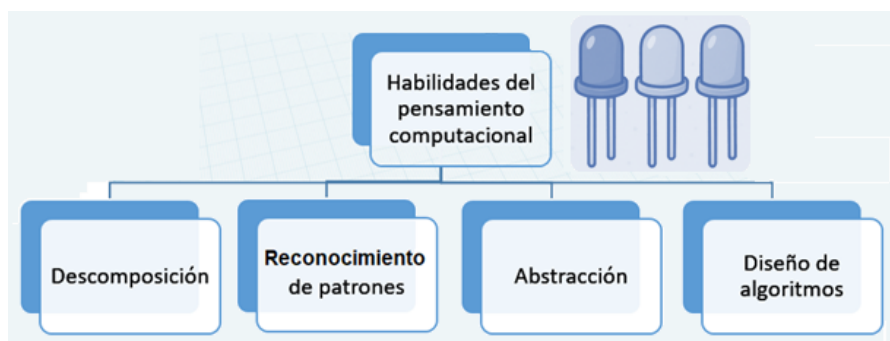 Habilidades del
pensamiento
computacional
Descomposición
Reconocimiento
de patrones
Abstracción
Diseño de
algoritmos